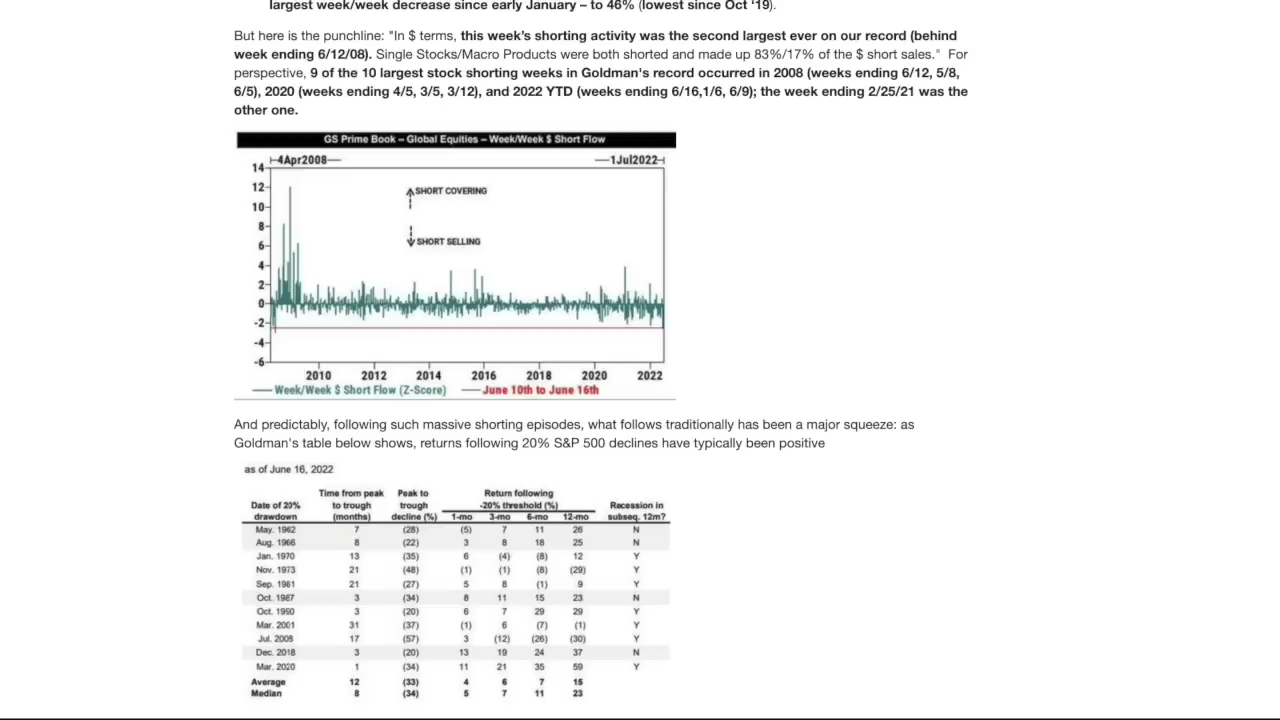 largest week/week decrease since early January – to 46% (lowest since Oct '19).
But here is the punchline: "In $ terms, this week's shorting activity was the second largest ever on our record (behind
week ending 6/12/08). Single Stocks/Macro Products were both shorted and made up 83%/17% of the $ short sales." For
perspective, 9 of the 10 largest stock shorting weeks in Goldman's record occurred in 2008 (weeks ending 6/12, 5/8,
6/5), 2020 (weeks ending 4/5, 3/5, 3/12), and 2022 YTD (weeks ending 6/16,1/6, 6/9); the week ending 2/25/21 was the
other one.
GS Prime Book – Global Equities – Week/Week $ Short Flow
4Apr2008 1Jul2022
14
12
SHORT COVERING
10
8
SHORT SELLING
6
4
2
0
-2
-4
-6
2010 2012 2014 2016 2018 2020 2022
Week/Week $ Short Flow (Z-Score) June 10th to June 16th
And predictably, following such massive shorting episodes, what follows traditionally has been a major squeeze: as
Goldman's table below shows, returns following 20% S&P 500 declines have typically been positive
as of June 16, 2022
Time from peak Peak to Return following
Date of 20% to trough trough -20% threshold (%) Recession in
drawdown (months) decline (%) 1-mo 3-mo 6-mo 12-mo subseq. 12m?
May. 1962 7 (28) (5) 7 11 26 N
Aug. 1966 8 (22) 3 8 18 25 N
Jan. 1970 13 (35) 6 (4) (8) 12 Y
Nov. 1973 21 (48) (1) (1) (8) (29) Y
Sep. 1981 21 (27) 5 8 (1) 9 Y
Oct. 1987 3 (34) 8 11 15 23 N
Oct. 1990 3 (20) 6 7 29 29 Y
Mar. 2001 31 (37) (1) 6 (7) (1) Y
Jul. 2008 17 (57) 3 (12) (26) (30) Y
Dec. 2018 3 (20) 13 19 24 37 N
Mar. 2020 1 (34) 11 21 35 59 Y
Average 12 (33) 4 6 7 15
Median 8 (34) 5 7 11 23